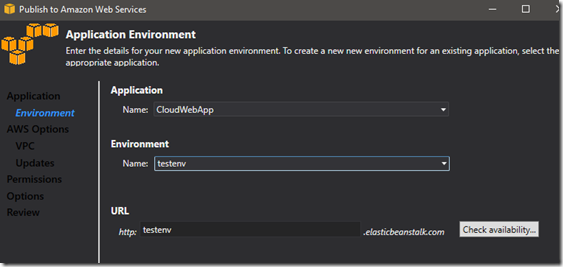 Publish to Amazon Web Services
Application Environment
Enter the details for your new application environment. To create a new new environment for an existing application, select the
appropriate application.
Application
Environment
AWS Options
VPC
Updates
Permissions
Options
Review
Application
Name: CloudWebApp
Environment
Name: testenv
URL
http: testenv .elasticbeanstalk.com Check availability...